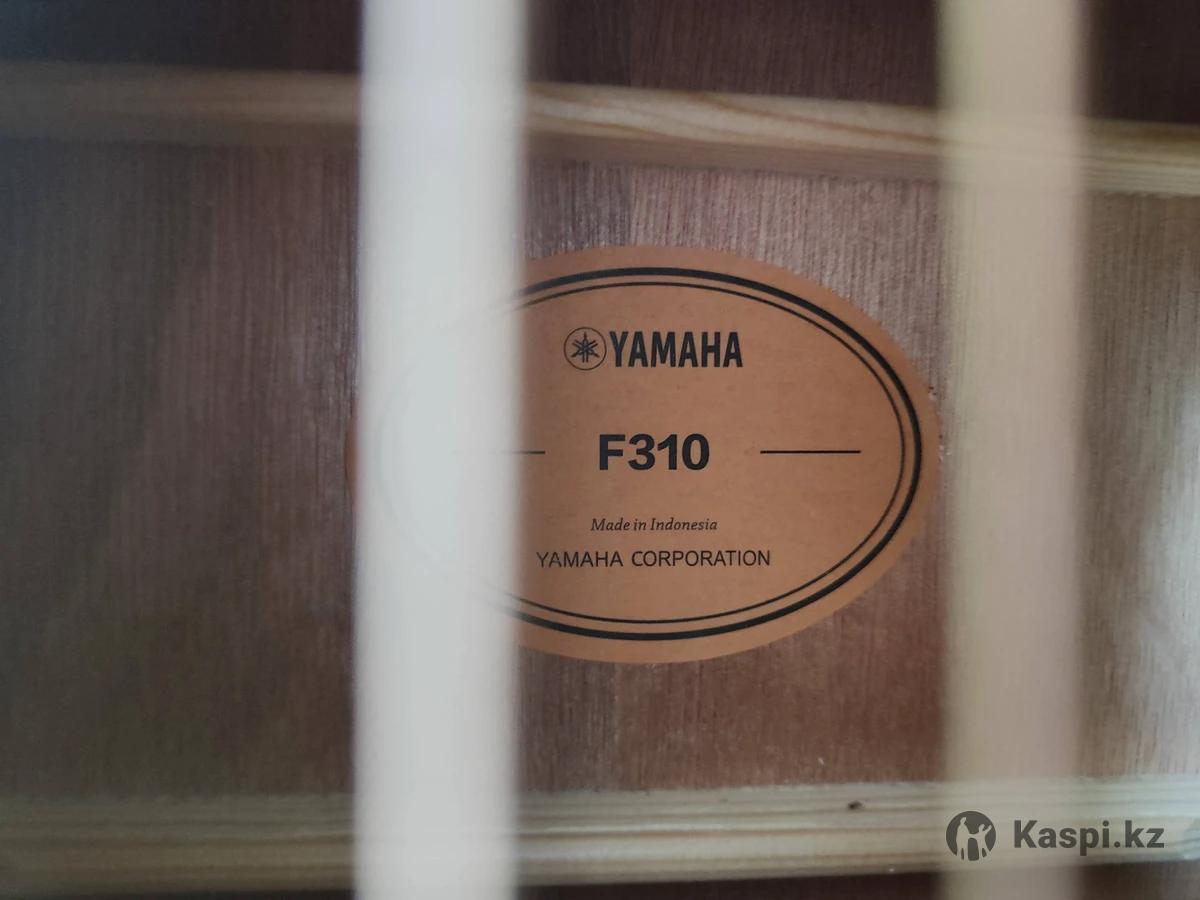 YAMAHA
F310
Made in Indonesia
YAMAHA CORPORATION
Kaspi.kz